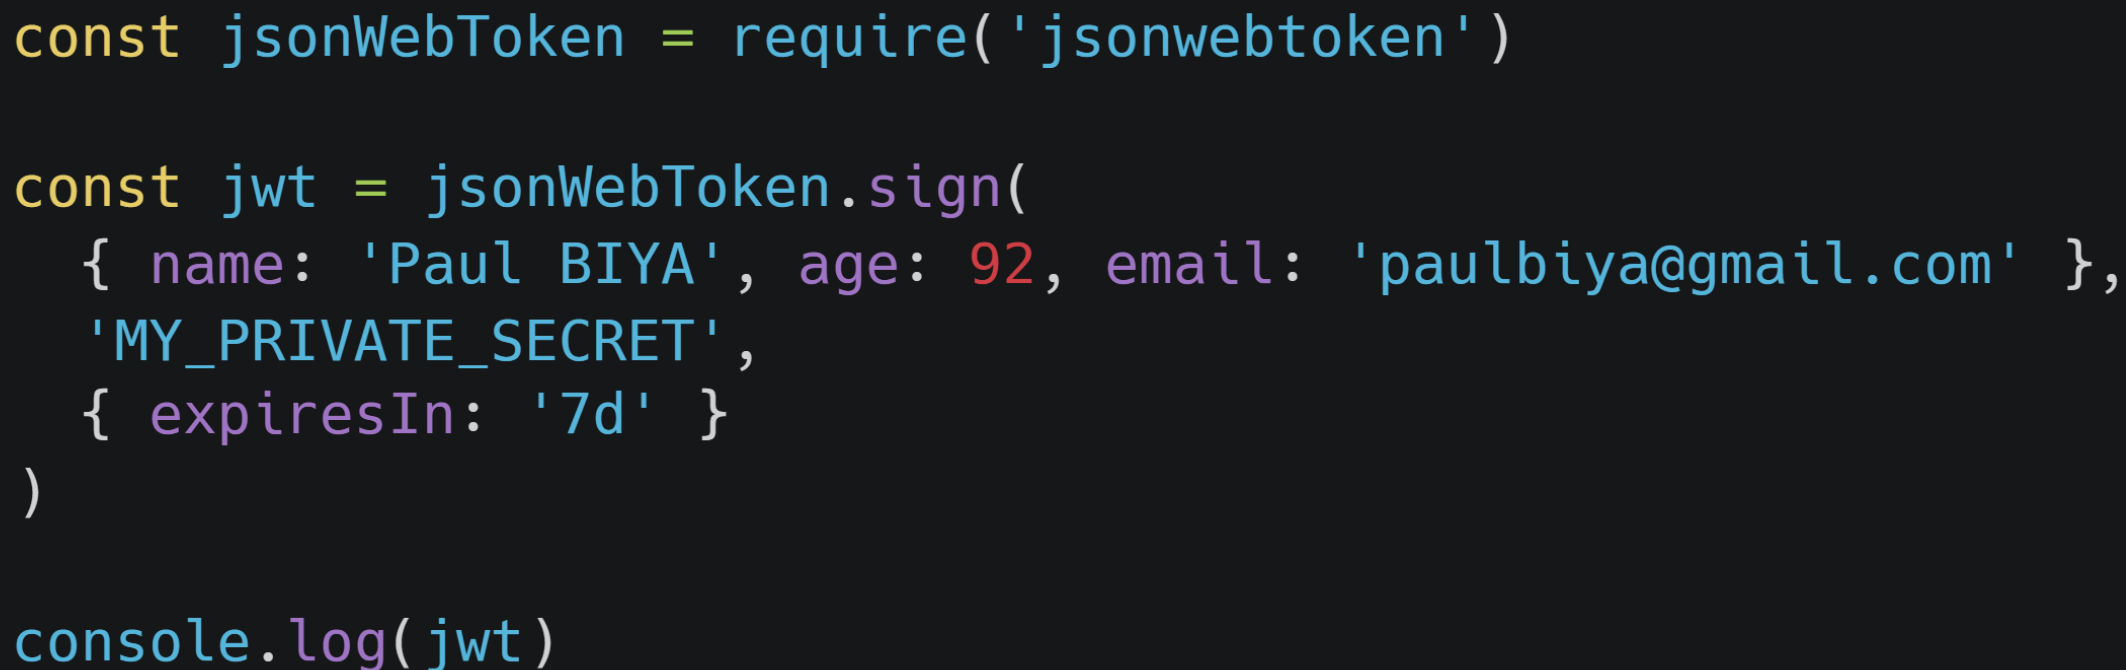 const jsonWebToken = require('jsonwebtoken')
const jwt = jsonWebToken.sign(
  { name: 'Paul BIYA', age: 92, email: 'paulbiya@gmail.com' },
  'MY_PRIVATE_SECRET',
  { expiresIn: '7d' }
)
console.log(jwt)